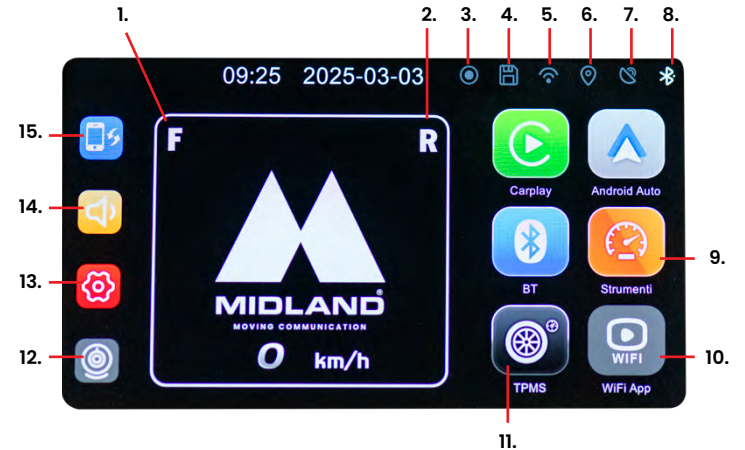 1.
2.
3.
4.
5.
6.
7.
8.
09:25 2025-03-03
15.
F
R
14.
Carplay
Android Auto
9.
13.
MIDLAND®
MOVING COMMUNICATION
BT
Strumenti
12.
0 km/h
WIFI
10.
TPMS
WiFi App
11.